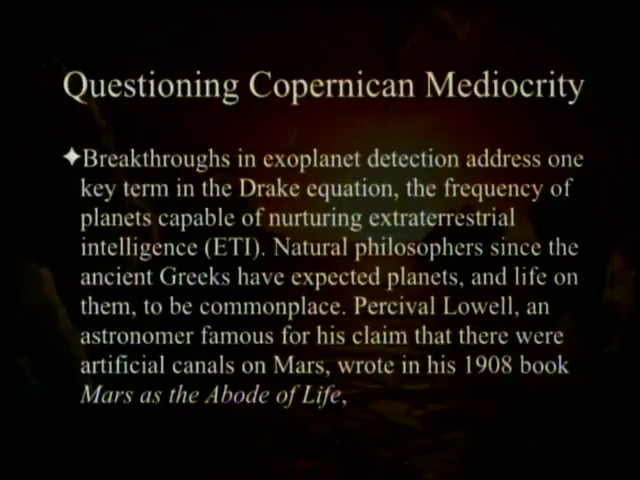 Questioning Copernican Mediocrity
✦Breakthroughs in exoplanet detection address one
key term in the Drake equation, the frequency of
planets capable of nurturing extraterrestrial
intelligence (ETI). Natural philosophers since the
ancient Greeks have expected planets, and life on
them, to be commonplace. Percival Lowell, an
astronomer famous for his claim that there were
artificial canals on Mars, wrote in his 1908 book
Mars as the Abode of Life,